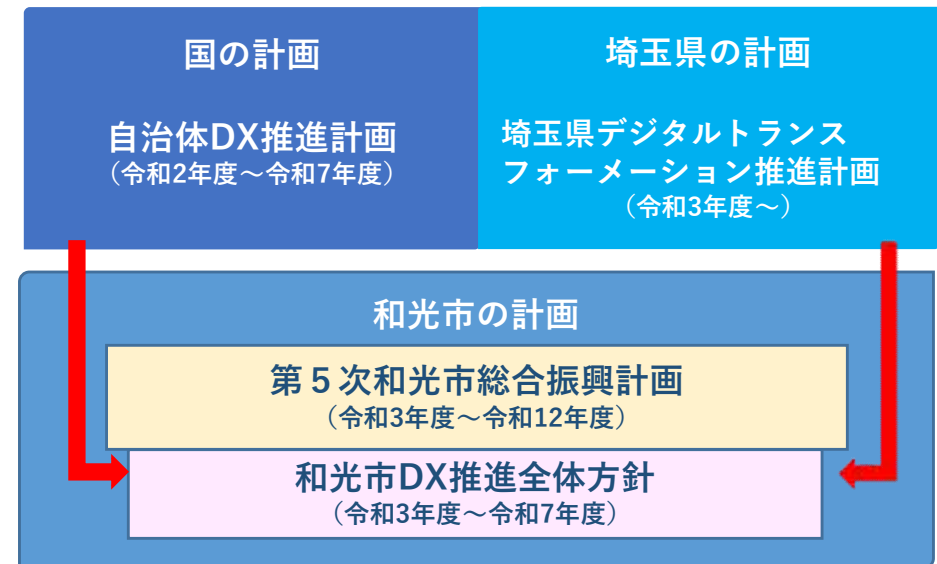 国の計画
自治体DX推進計画
（令和2年度～令和7年度）
埼玉県の計画
埼玉県デジタルトランス
フォーメーション推進計画
（令和3年度～）
和光市の計画
第５次和光市総合振興計画
（令和3年度～令和12年度）
和光市DX推進全体方針
（令和3年度～令和7年度）